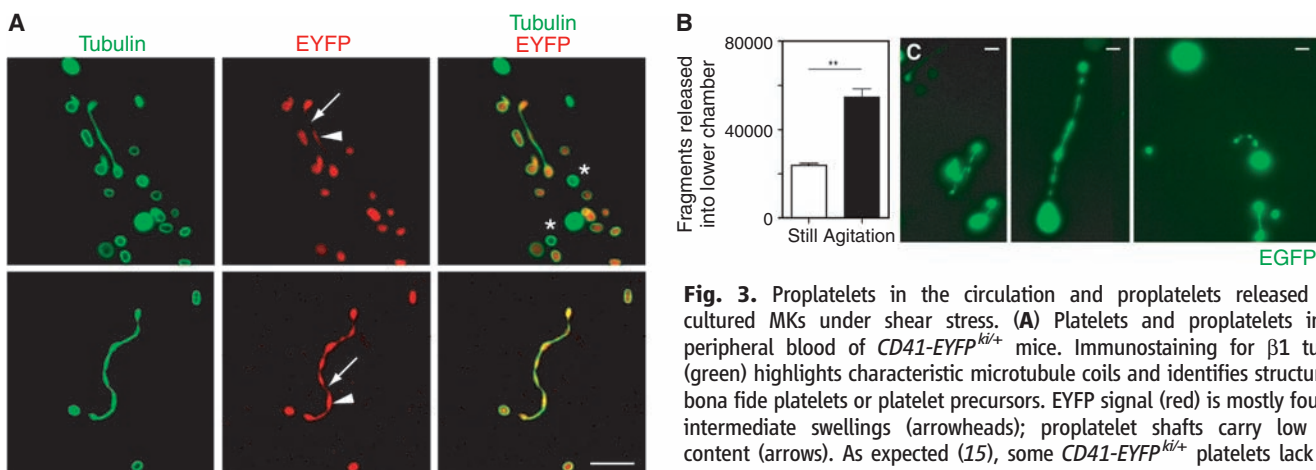 A
Tubulin
EYFP
Tubulin
EYFP
*
*
B
Fragments released
into lower chamber
80000
40000
0
**
Still Agitation
C
EGFP
Fig. 3. Proplatelets in the circulation and proplatelets released
cultured MKs under shear stress. (A) Platelets and proplatelets in
peripheral blood of CD41-EYFPki/+ mice. Immunostaining for β1 tu
(green) highlights characteristic microtubule coils and identifies structur
bona fide platelets or platelet precursors. EYFP signal (red) is mostly fou
intermediate swellings (arrowheads); proplatelet shafts carry low
content (arrows). As expected (15), some CD41-EYFPki/+ platelets lack